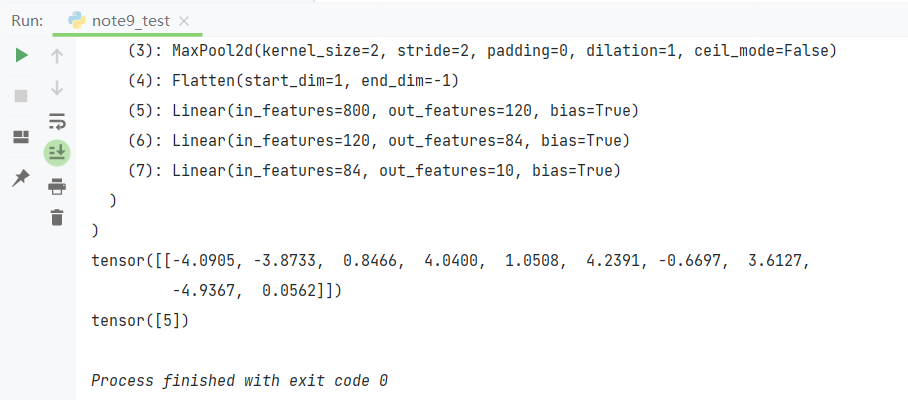 Run: note9_test ×
(3): MaxPool2d(kernel_size=2, stride=2, padding=0, dilation=1, ceil_mode=False)
(4): Flatten(start_dim=1, end_dim=-1)
(5): Linear(in_features=800, out_features=120, bias=True)
(6): Linear(in_features=120, out_features=84, bias=True)
(7): Linear(in_features=84, out_features=10, bias=True)
)
)
tensor([[-4.0905, -3.8733,  0.8466,  4.0400,  1.0508,  4.2391, -0.6697,  3.6127,
-4.9367,  0.0562]])
tensor([5])
Process finished with exit code 0